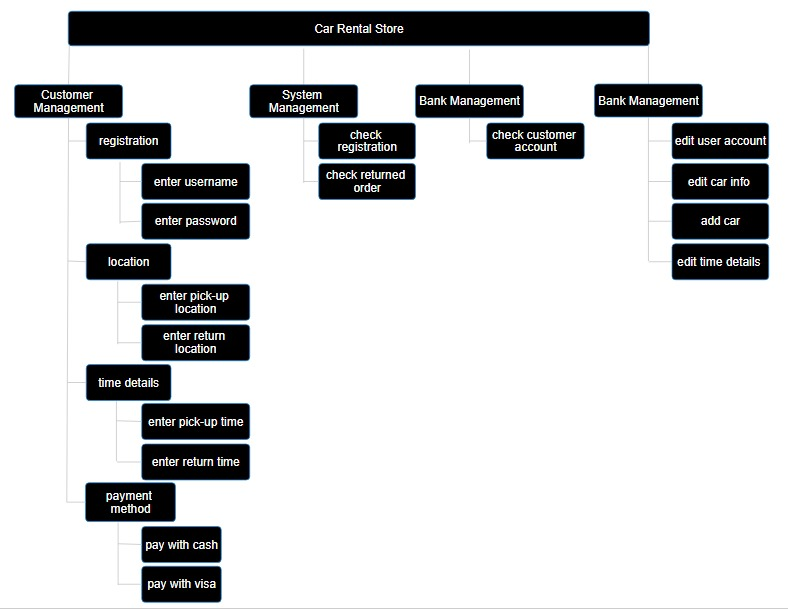 Car Rental Store
Customer
Management
registration
enter username
enter password
location
enter pick-up
location
enter return
location
time details
enter pick-up time
enter return time
payment
method
pay with cash
pay with visa
System
Management
check
registration
check returned
order
Bank Management
check customer
account
Bank Management
edit user account
edit car info
add car
edit time details